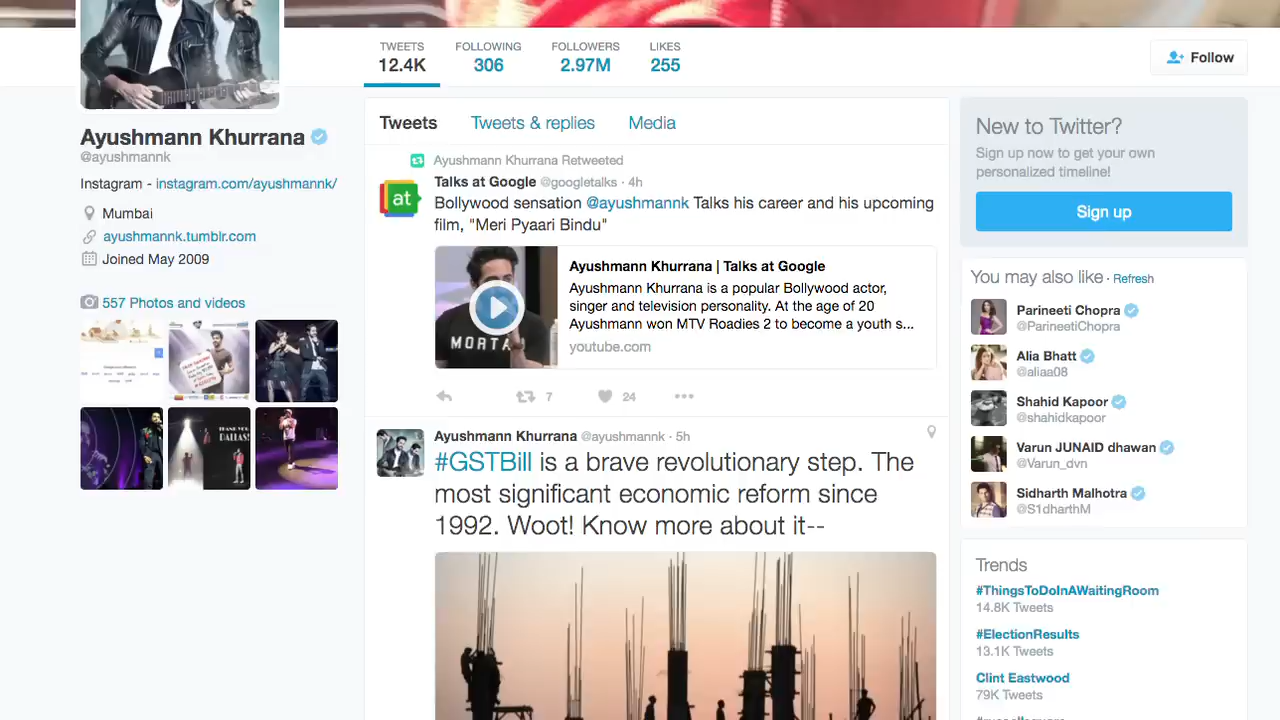 TWEETS
12.4K
FOLLOWING
306
FOLLOWERS
2.97M
LIKES
255
Follow
Ayushmann Khurrana
@ayushmannk
Instagram - instagram.com/ayushmannk/
Mumbai
ayushmannk.tumblr.com
Joined May 2009
557 Photos and videos
THANK YOU
DALLAS!
Tweets
Tweets & replies
Media
Ayushmann Khurrana Retweeted
at
Talks at Google @googletalks · 4h
Bollywood sensation @ayushmannk Talks his career and his upcoming
film, "Meri Pyaari Bindu"
MORTA
Ayushmann Khurrana | Talks at Google
Ayushmann Khurrana is a popular Bollywood actor,
singer and television personality. At the age of 20
Ayushmann won MTV Roadies 2 to become a youth s...
youtube.com
7
24
Ayushmann Khurrana @ayushmannk · 5h
#GSTBill is a brave revolutionary step. The
most significant economic reform since
1992. Woot! Know more about it--
New to Twitter?
Sign up now to get your own
personalized timeline!
Sign up
You may also like · Refresh
Parineeti Chopra
@ParineetiChopra
Alia Bhatt
@aliaa08
Shahid Kapoor
@shahidkapoor
Varun JUNAID dhawan
@Varun_dvn
Sidharth Malhotra
@S1dharthM
Trends
#ThingsToDoInAWaitingRoom
14.8K Tweets
#ElectionResults
13.1K Tweets
Clint Eastwood
79K Tweets